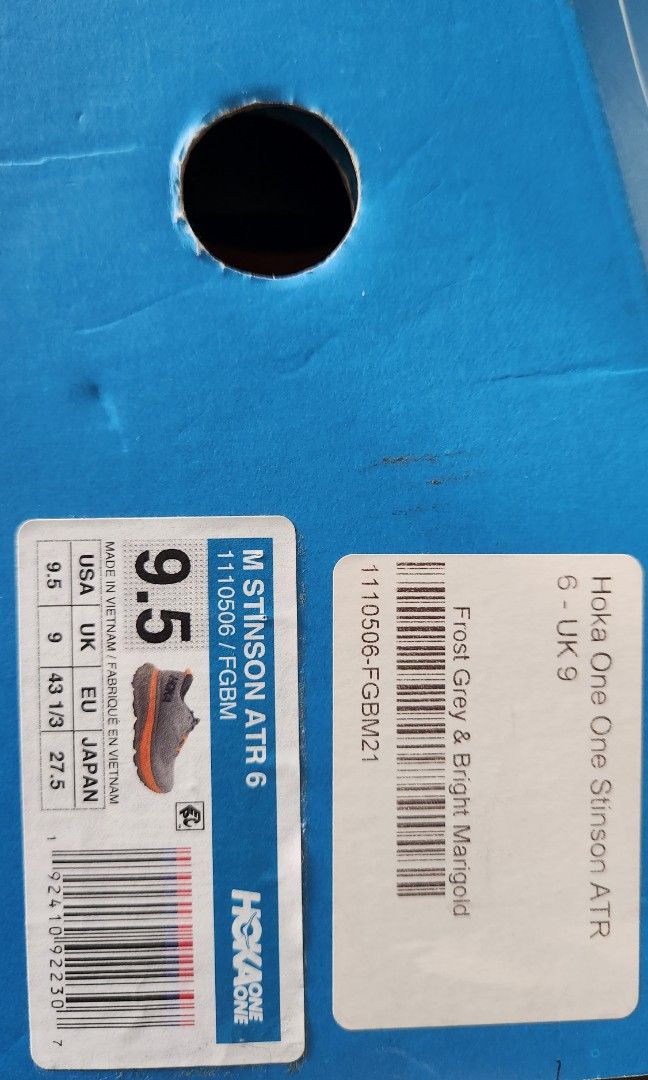 Hoka One One Stinson ATR
6 - UK 9
Frost Grey & Bright Marigold
1110506-FGBM21
M STINSON ATR 6
1110506 / FGBM
HOKA ONE ONE
9.5
MADE IN VIETNAM / FABRIQUÉ EN VIETNAM
USA UK EU JAPAN
9.5 9 43 1/3 27.5
1 92410 92230 7